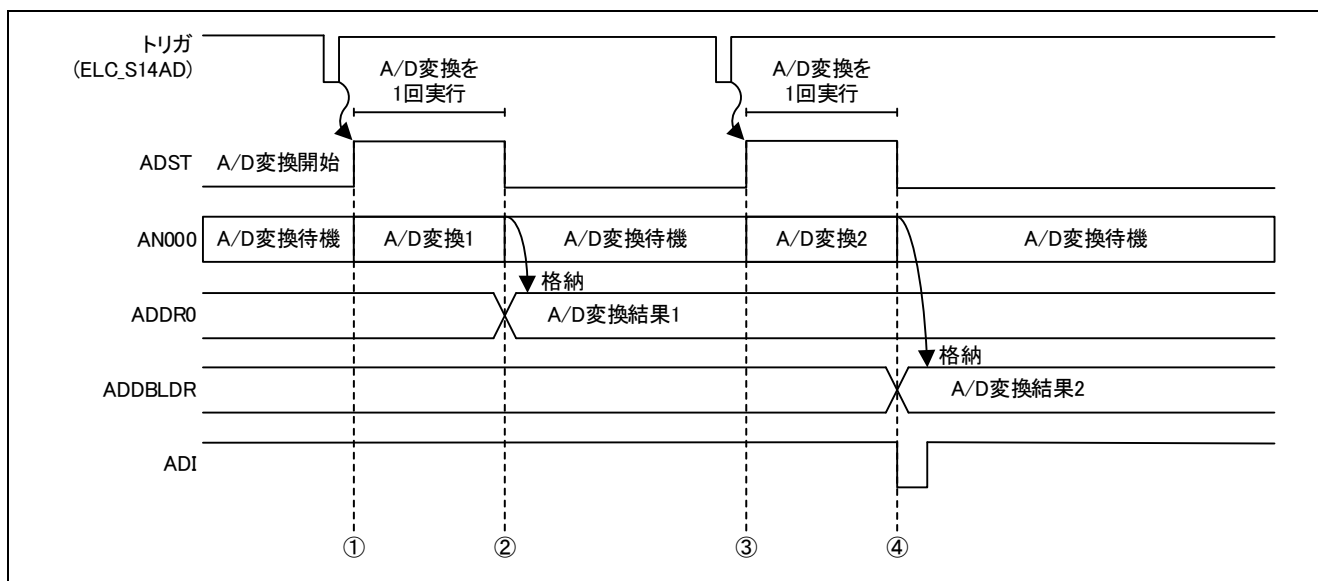 トリガ
(ELC_S14AD)
A/D変換を
1回実行
A/D変換を
1回実行
ADST
A/D変換開始
AN000
A/D変換待機
A/D変換1
A/D変換待機
A/D変換2
A/D変換待機
格納
ADDR0
A/D変換結果1
格納
ADDBLDR
A/D変換結果2
ADI
① ② ③ ④